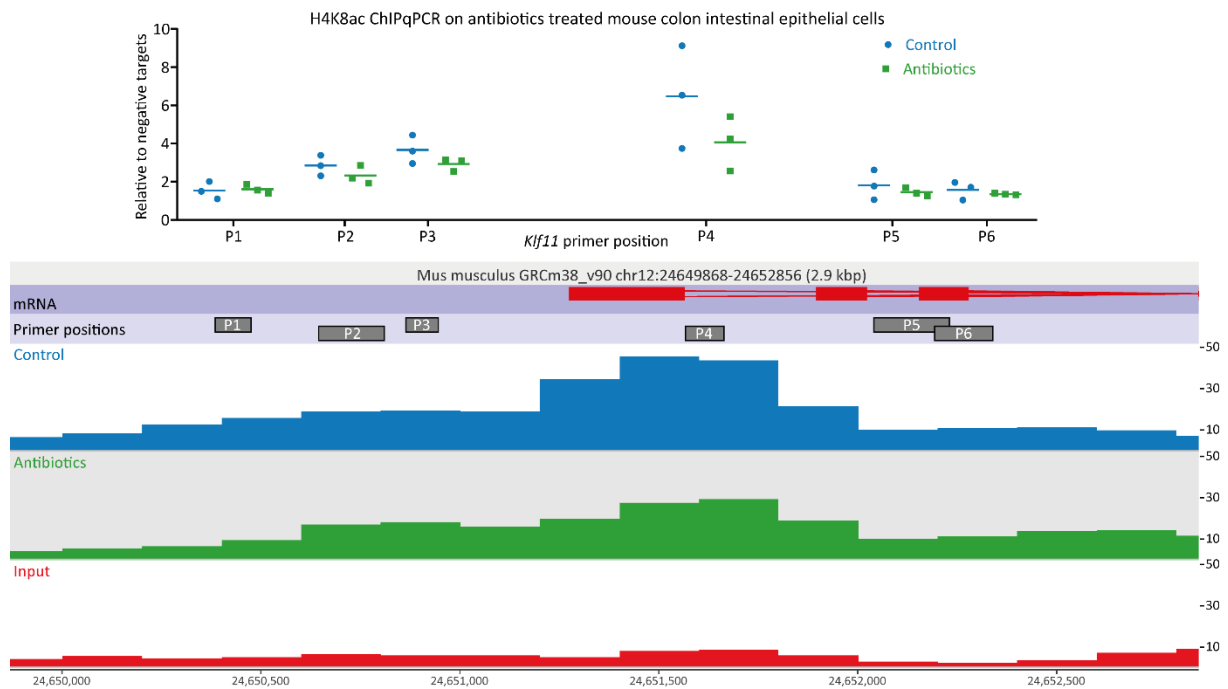 H4K8ac ChIPqPCR on antibiotics treated mouse colon intestinal epithelial cells
Relative to negative targets
10
8
6
4
2
0
Control
Antibiotics
P1
P2
P3
P4
P5
P6
Klf11 primer position
Mus musculus GRCm38_v90 chr12:24649868-24652856 (2.9 kbp)
mRNA
Primer positions
P1
P2
P3
P4
P5
P6
Control
-50
-30
-10
Antibiotics
-50
-30
-10
Input
-50
-30
-10
24,650,000
24,650,500
24,651,000
24,651,500
24,652,000
24,652,500